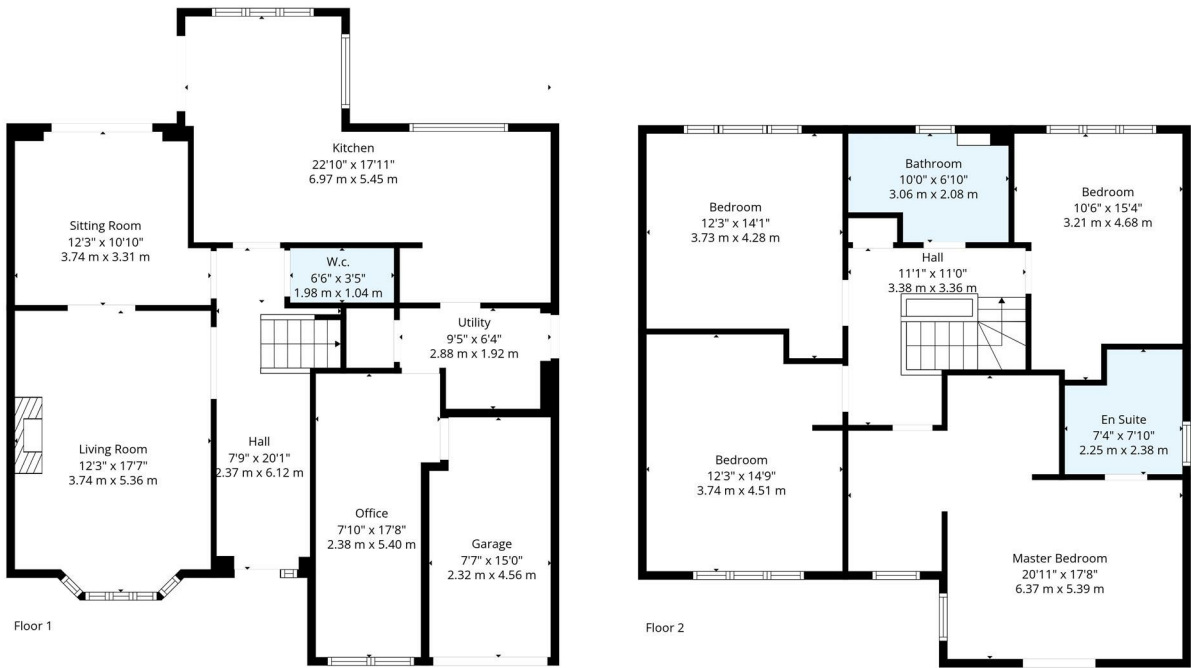 Kitchen
22'10" x 17'11"
6.97 m x 5.45 m
Sitting Room
12'3" x 10'10"
3.74 m x 3.31 m
W.c.
6'6" x 3'5"
1.98 m x 1.04 m
Utility
9'5" x 6'4"
2.88 m x 1.92 m
Living Room
12'3" x 17'7"
3.74 m x 5.36 m
Hall
7'9" x 20'1"
2.37 m x 6.12 m
Office
7'10" x 17'8"
2.38 m x 5.40 m
Garage
7'7" x 15'0"
2.32 m x 4.56 m
Floor 1
Bedroom
12'3" x 14'1"
3.73 m x 4.28 m
Bathroom
10'0" x 6'10"
3.06 m x 2.08 m
Bedroom
10'6" x 15'4"
3.21 m x 4.68 m
Hall
11'1" x 11'0"
3.38 m x 3.36 m
Bedroom
12'3" x 14'9"
3.74 m x 4.51 m
En Suite
7'4" x 7'10"
2.25 m x 2.38 m
Master Bedroom
20'11" x 17'8"
6.37 m x 5.39 m
Floor 2